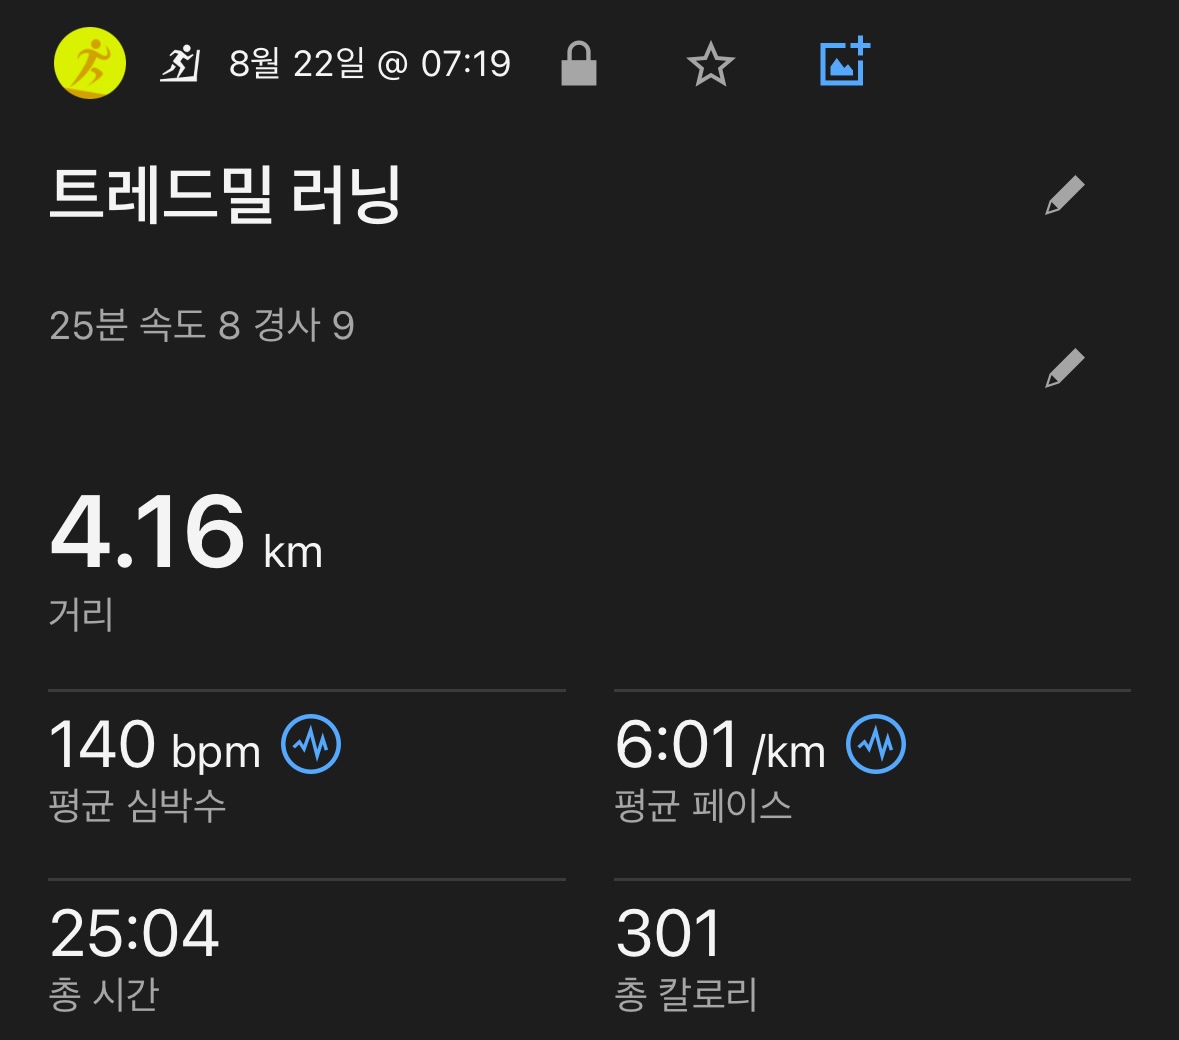 8월 22일 @ 07:19
트레드밀 러닝
25분 속도 8 경사 9
4.16 km
거리
140 bpm
평균 심박수
6:01 /km
평균 페이스
25:04
총 시간
301
총 칼로리